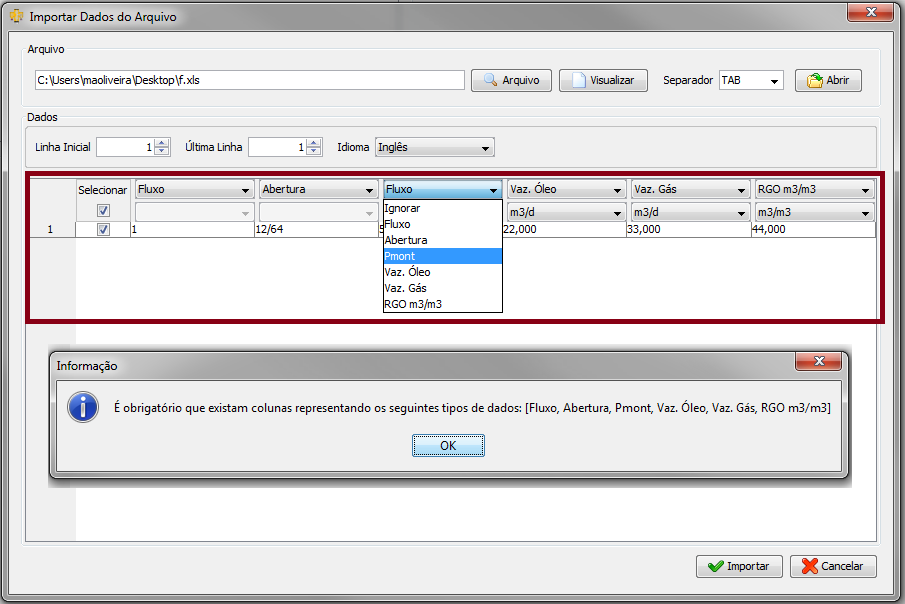 Importar Dados do Arquivo
Arquivo
C:\Users\maoliveira\Desktop\f.xls Arquivo Visualizar Separador TAB Abrir
Dados
Linha Inicial 1 Última Linha 1 Idioma Inglês
Selecionar Fluxo Abertura Fluxo Vaz. Óleo Vaz. Gás RGO m3/m3
m3/d m3/d m3/m3
1 1 12/64 22,000 33,000 44,000
Ignorar
Fluxo
Abertura
Pmont
Vaz. Óleo
Vaz. Gás
RGO m3/m3
Informação
É obrigatório que existam colunas representando os seguintes tipos de dados: [Fluxo, Abertura, Pmont, Vaz. Óleo, Vaz. Gás, RGO m3/m3]
OK
Importar Cancelar